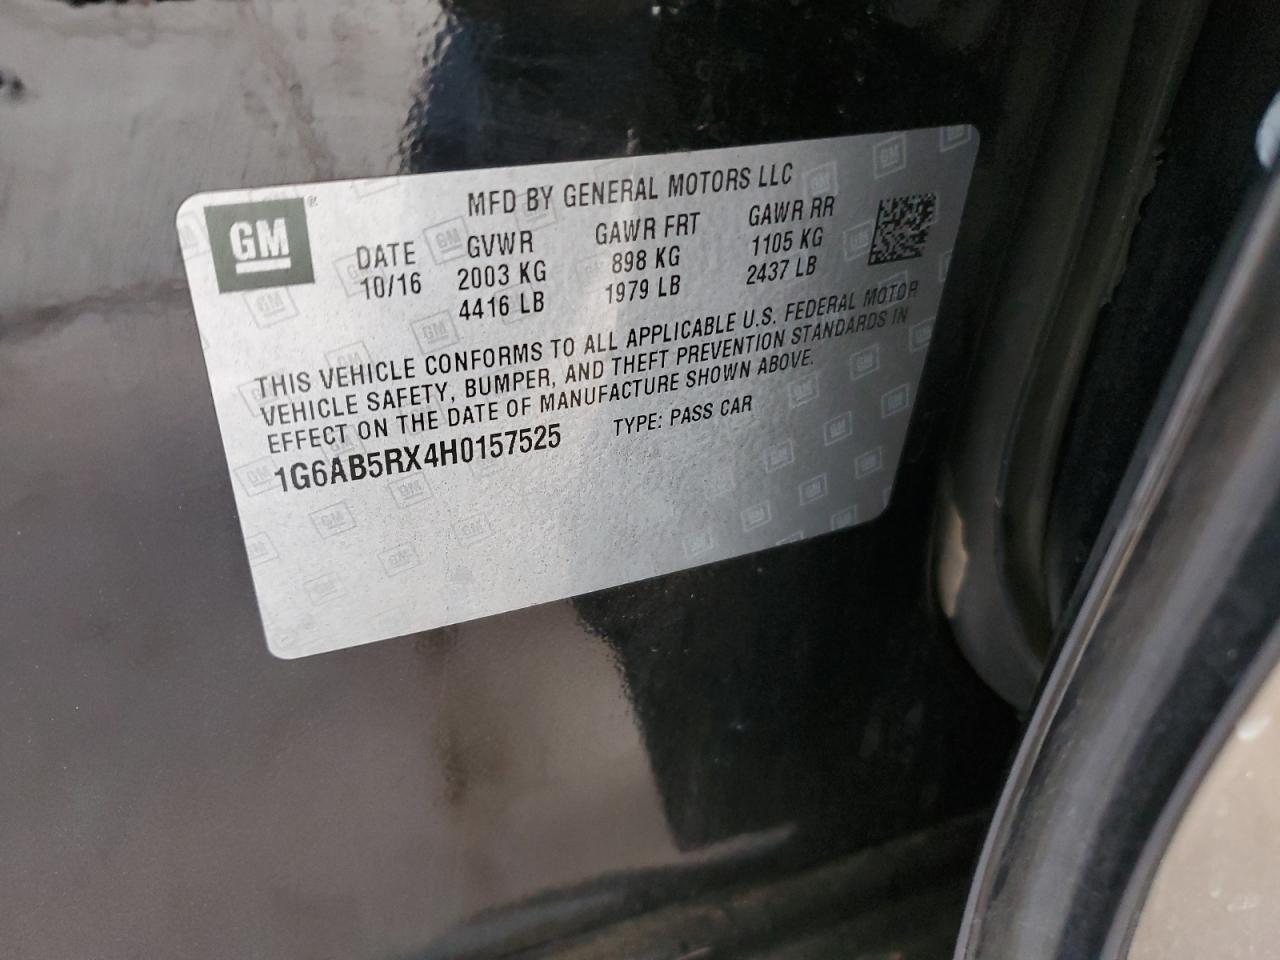 GM®
MFD BY GENERAL MOTORS LLC
DATE GVWR GAWR FRT GAWR RR
10/16 2003 KG 898 KG 1105 KG
4416 LB 1979 LB 2437 LB
THIS VEHICLE CONFORMS TO ALL APPLICABLE U.S. FEDERAL MOTOR
VEHICLE SAFETY, BUMPER, AND THEFT PREVENTION STANDARDS IN
EFFECT ON THE DATE OF MANUFACTURE SHOWN ABOVE.
1G6AB5RX4H0157525 TYPE: PASS CAR